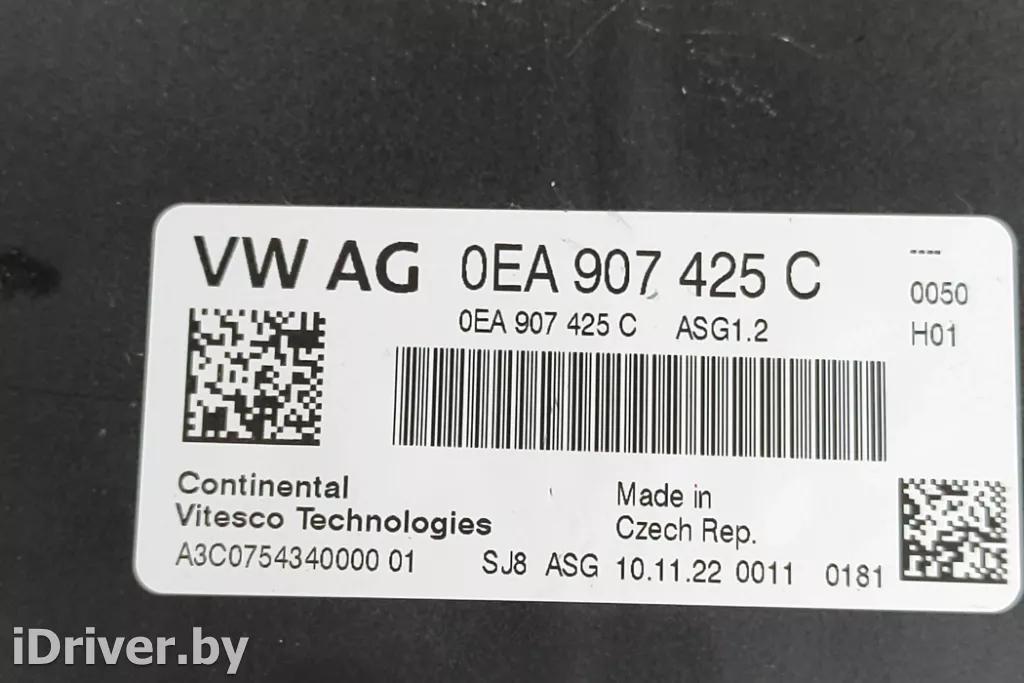 VW AG 0EA 907 425 C ----
0EA 907 425 C ASG1.2 0050
H01
Continental
Vitesco Technologies
A3C0754340000 01
Made in
Czech Rep.
SJ8 ASG 10.11.22 0011 0181
iDriver.by